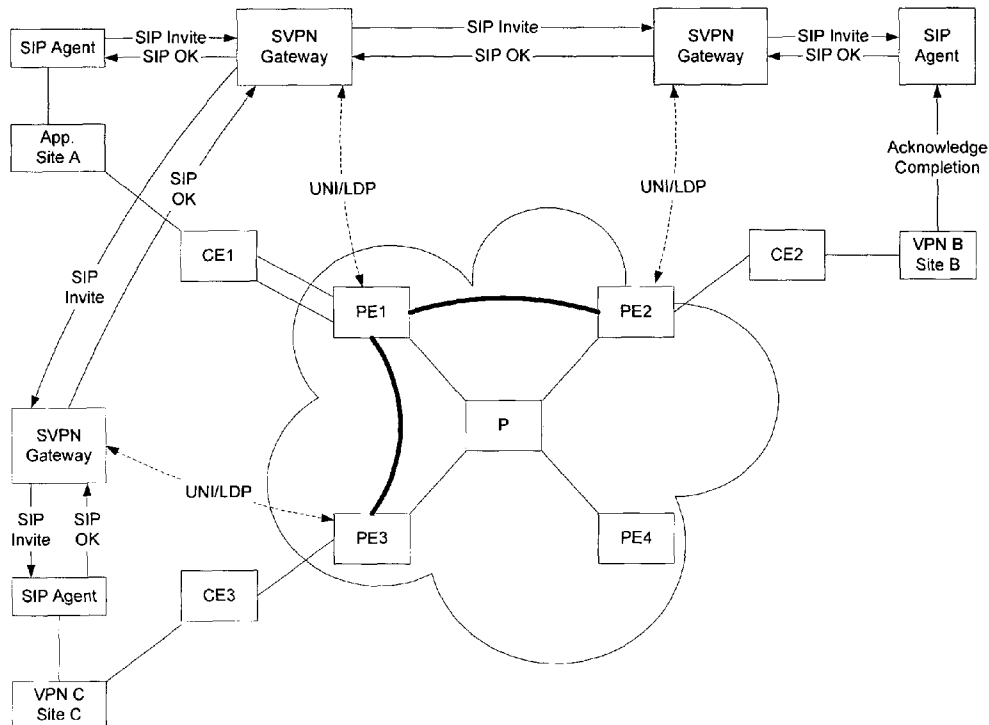 SIP Agent
SIP Invite
SIP OK
SVPN
Gateway
SIP Invite
SIP OK
SVPN
Gateway
SIP Invite
SIP OK
SIP
Agent
App.
Site A
SIP
OK
UNI/LDP
UNI/LDP
Acknowledge
Completion
CE1
CE2
VPN B
Site B
SIP
Invite
PE1
PE2
P
SVPN
Gateway
UNI/LDP
SIP
Invite
SIP
OK
PE3
PE4
SIP Agent
CE3
VPN C
Site C